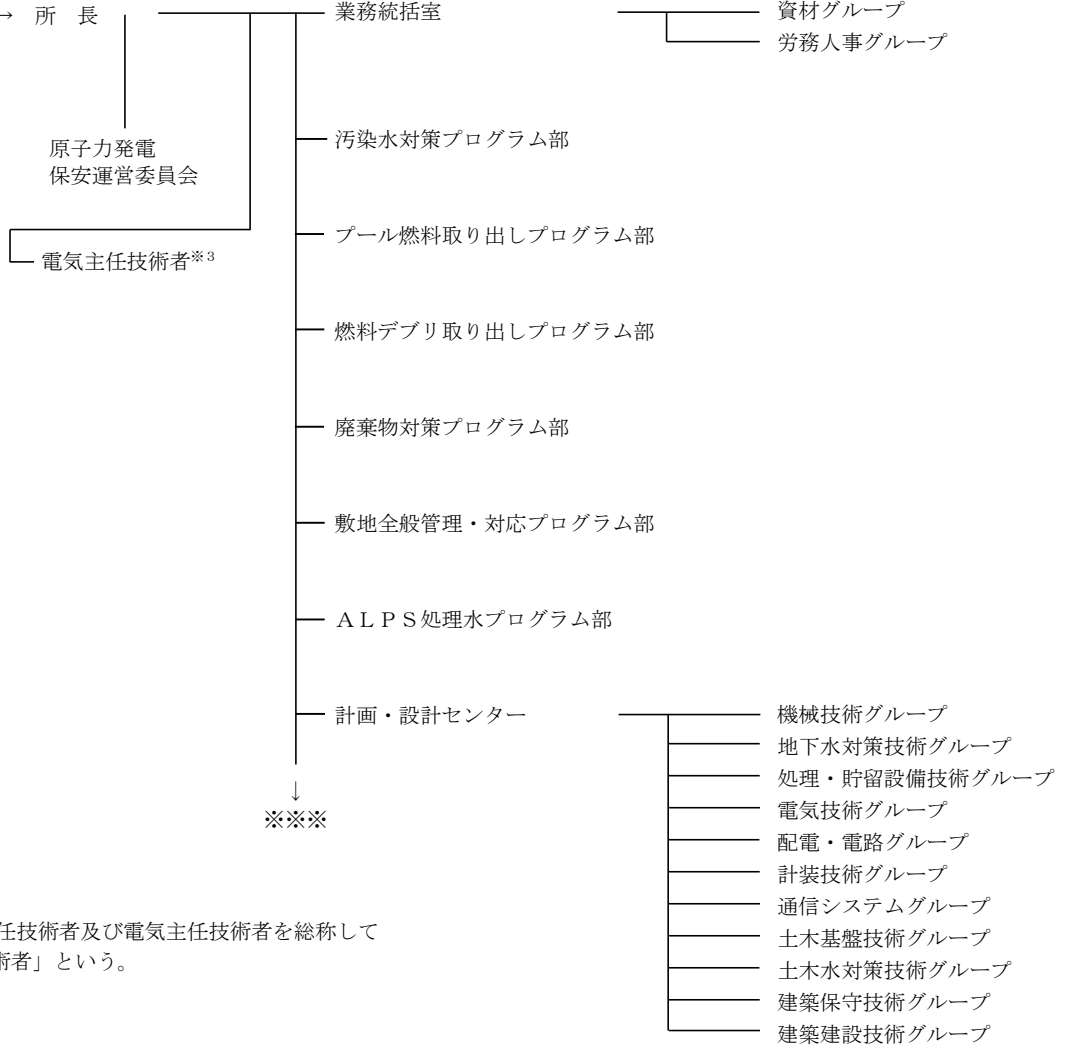 → 所 長
業務統括室
資材グループ
労務人事グループ
原子力発電
保安運営委員会
汚染水対策プログラム部
プール燃料取り出しプログラム部
電気主任技術者※3
燃料デブリ取り出しプログラム部
廃棄物対策プログラム部
敷地全般管理・対応プログラム部
ALPS処理水プログラム部
計画・設計センター
機械技術グループ
地下水対策技術グループ
処理・貯留設備技術グループ
電気技術グループ
配電・電路グループ
計装技術グループ
通信システムグループ
土木基盤技術グループ
土木水対策技術グループ
建築保守技術グループ
建築建設技術グループ
↓
※※※
任技術者及び電気主任技術者を総称して
術者」という。